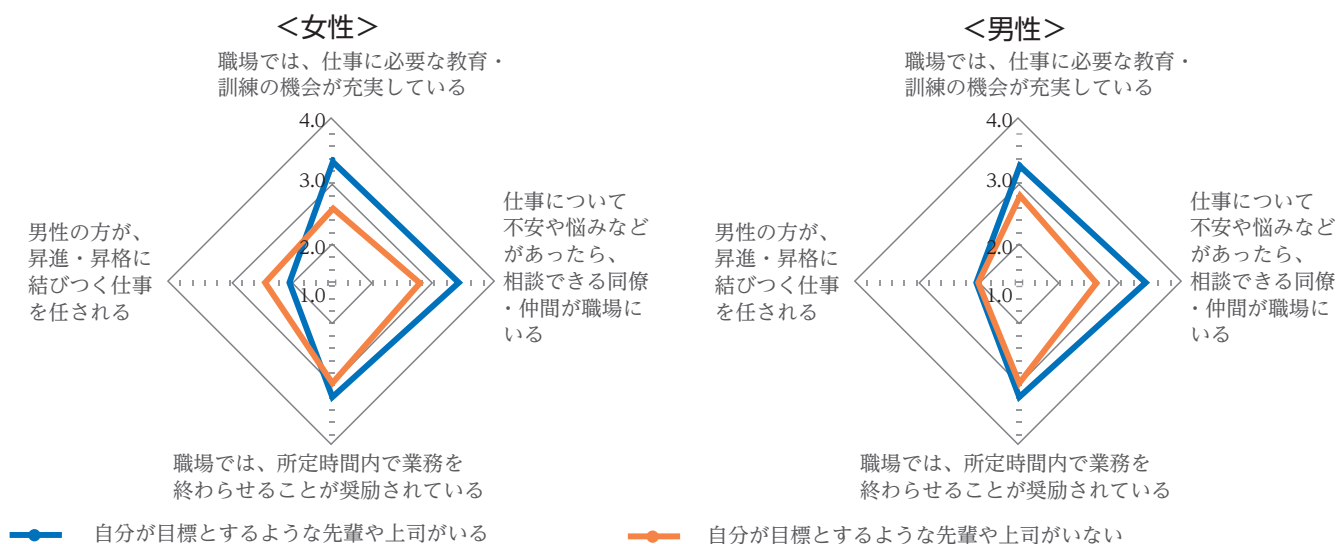 ＜女性＞
職場では、仕事に必要な教育・
訓練の機会が充実している
4.0
3.0
2.0
1.0
仕事について
不安や悩みなど
があったら、
相談できる同僚
・仲間が職場に
いる
男性の方が、
昇進・昇格に
結びつく仕事
を任される
職場では、所定時間内で業務を
終わらせることが奨励されている
＜男性＞
職場では、仕事に必要な教育・
訓練の機会が充実している
4.0
3.0
2.0
1.0
仕事について
不安や悩みなど
があったら、
相談できる同僚
・仲間が職場に
いる
男性の方が、
昇進・昇格に
結びつく仕事
を任される
職場では、所定時間内で業務を
終わらせることが奨励されている
自分が目標とするような先輩や上司がいる
自分が目標とするような先輩や上司がいない